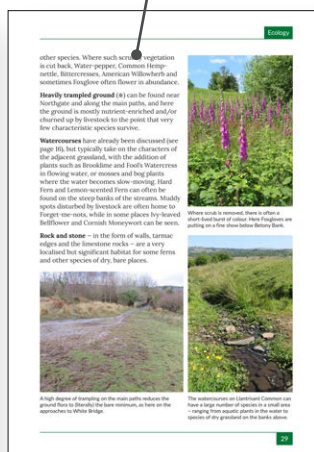 Ecology
other species. Where such scrubby vegetation
is cut back, Water-pepper, Common Hemp-
nettle, Bittercresses, American Willowherb and
sometimes Foxglove often flower in abundance.
Heavily trampled ground (※) can be found near
Northgate and along the main paths, and here
the ground is mostly nutrient-enriched and/or
churned up by livestock to the point that very
few characteristic species survive.
Watercourses have already been discussed (see
page 16), but typically take on the characters of
the adjacent grassland, with the addition of
plants such as Brooklime and Fool's Watercress
in flowing water, or mosses and bog plants
where the water becomes slow-moving. Hard
Fern and Lemon-scented Fern can often be
found on the steep banks of the streams. Muddy
spots disturbed by livestock are often home to
Forget-me-nots, while in some places Ivy-leaved
Bellflower and Cornish Moneywort can be seen.
Rock and stone – in the form of walls, tarmac
edges and the limestone rocks – are a very
localised but significant habitat for some ferns
and other species of dry, bare places.
Where scrub is removed, there is often a
short-lived burst of colour. Here Foxgloves are
putting on a fine show below Betony Bank.
A high degree of trampling on the main paths reduces the
ground flora to (literally) the bare minimum, as here on the
approaches to White Bridge.
The watercourses on Llantrisant Common can
have a large number of species in a small area
– ranging from aquatic plants in the water to
species of dry grassland on the banks above.
29